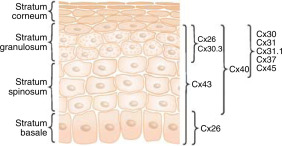 Stratum
corneum
Stratum
granulosum
Stratum
spinosum
Stratum
basale
Cx26
Cx30.3
Cx43
Cx26
Cx40
Cx30
Cx31
Cx31.1
Cx37
Cx45